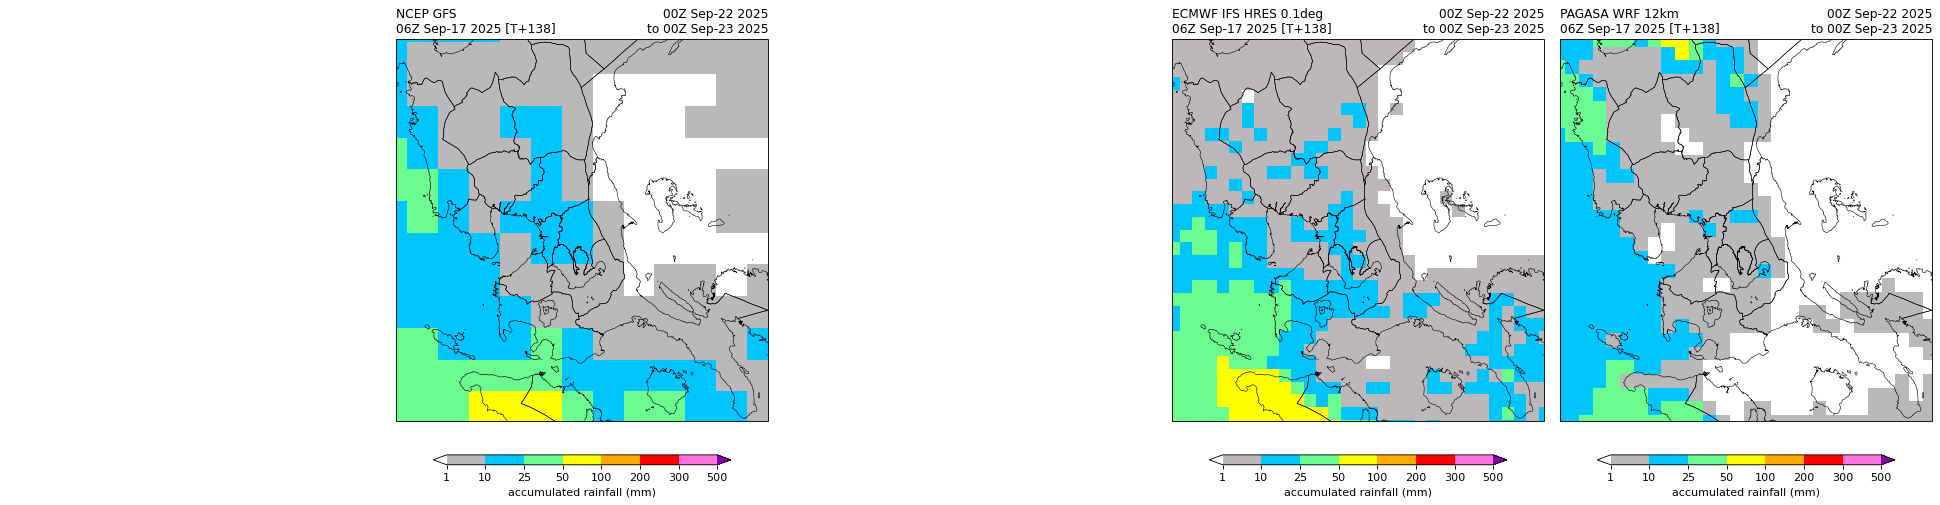 NCEP GFS 00Z Sep-22 2025
06Z Sep-17 2025 [T+138] to 00Z Sep-23 2025
1 10 25 50 100 200 300 500
accumulated rainfall (mm)
ECMWF IFS HRES 0.1deg 00Z Sep-22 2025
06Z Sep-17 2025 [T+138] to 00Z Sep-23 2025
1 10 25 50 100 200 300 500
accumulated rainfall (mm)
PAGASA WRF 12km 00Z Sep-22 2025
06Z Sep-17 2025 [T+138] to 00Z Sep-23 2025
1 10 25 50 100 200 300 500
accumulated rainfall (mm)